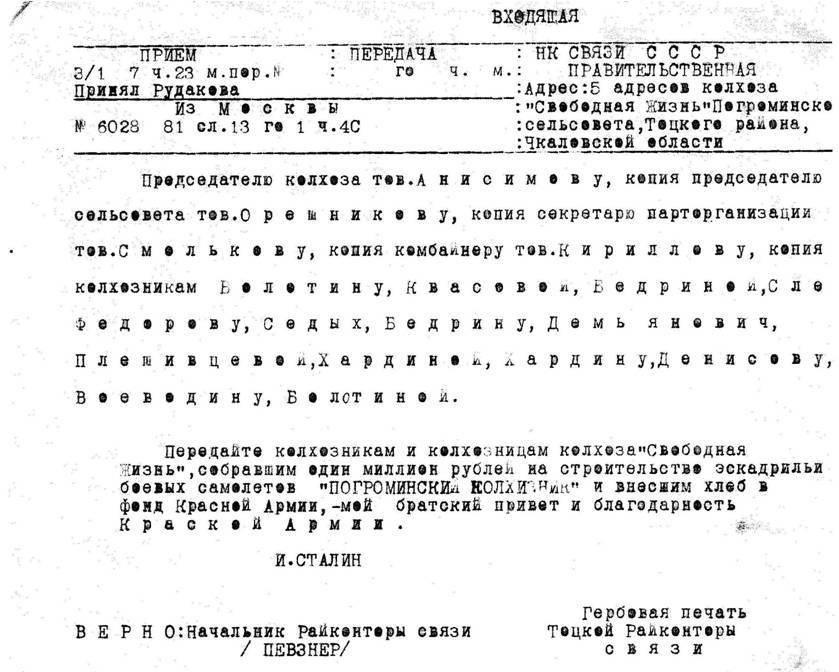 ВХОДЯЩАЯ
ПРИЕМ : ПЕРЕДАЧА : НК СВЯЗИ С С С Р
3/1 7 ч.23 м.пер.№ : го ч. м.: ПРАВИТЕЛЬСТВЕННАЯ
Принял Рудакова :Адрес:5 адресов колхоза
Из М о с к в ы :"Свободная Жизнь"Погроминско
№ 6028 81 сл.13 го 1 ч.4С :сельсовета,Тоцкого района,
:Чкаловской области
Председателю колхоза тов.А н и с и м о в у, копия председателю
сельсовета тов.О р е ш н и к о в у, копия секретарю парторганизации
тов.С м о л ь к о в у, копия комбайнеру тов.К и р и л л о в у, копия
колхозникам Б о л о т и н у, К в а с о в о й, Б е д р и н о й,С л е
Ф е д о р о в у, С е д ы х, Б е д р и н у, Д е м ь я н о в и ч,
П л е ш и в ц е в о й,Х а р д и н о й, Х а р д и н у,Д е н и с о в у,
В о е в о д и н у, Б о л о т и н о й.
Передайте колхозникам и колхозницам колхоза"Свободная
Жизнь",собравшим один миллион рублей на строительство эскадрильи
боевых самолетов "ПОГРОМИНСКИЙ КОЛХОЗНИК" и внесшим хлеб в
фонд Красной Армии,-мой братский привет и благодарность
К р а с к о й А р м и и .
И.СТАЛИН
В Е Р Н О:Начальник Райконторы связи
/ ПЕВЗНЕР/
Гербовая печать
Тоцкой Райконторы
с в я з и